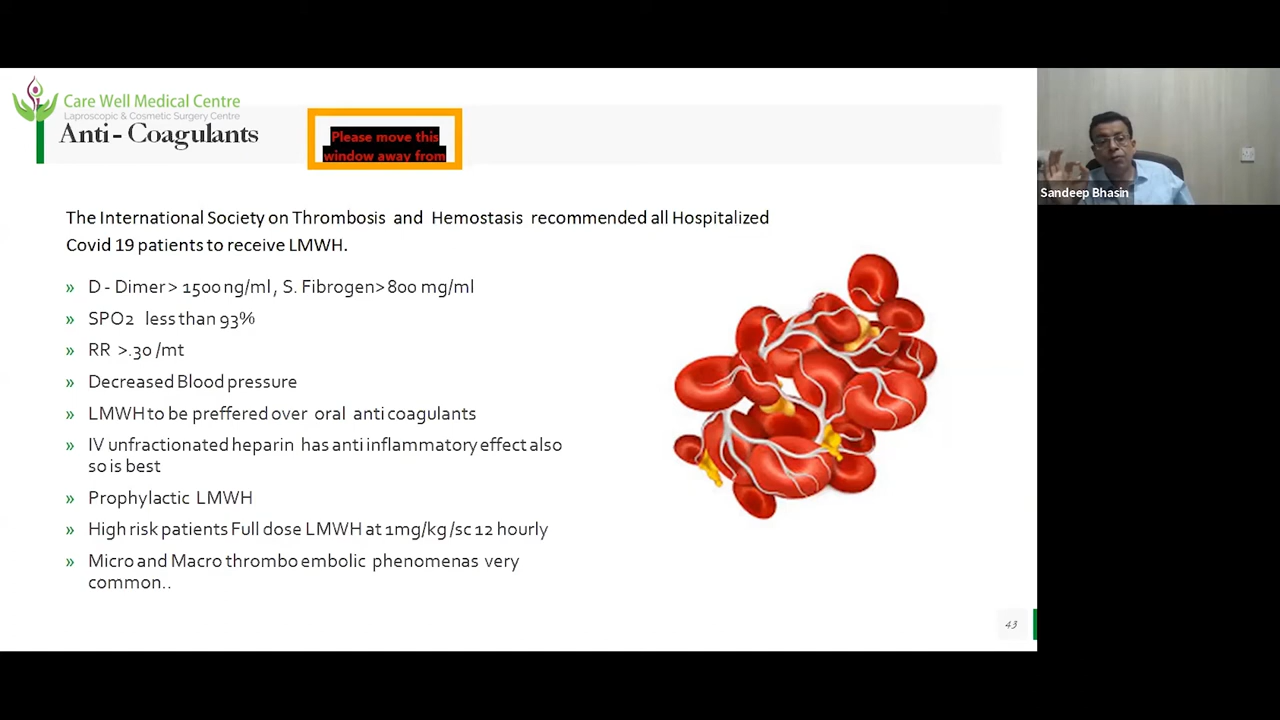 Care Well Medical Centre
Laproscopic & Cosmetic Surgery Centre
Anti - Coagulants
Please move this
window away from
Sandeep Bhasin
The International Society on Thrombosis and Hemostasis recommended all Hospitalized
Covid 19 patients to receive LMWH.
» D - Dimer > 1500 ng/ml , S. Fibrogen> 800 mg/ml
» SPO2 less than 93%
» RR >.30 /mt
» Decreased Blood pressure
» LMWH to be preffered over oral anti coagulants
» IV unfractionated heparin has anti inflammatory effect also
so is best
» Prophylactic LMWH
» High risk patients Full dose LMWH at 1mg/kg /sc 12 hourly
» Micro and Macro thrombo embolic phenomenas very
common..
43